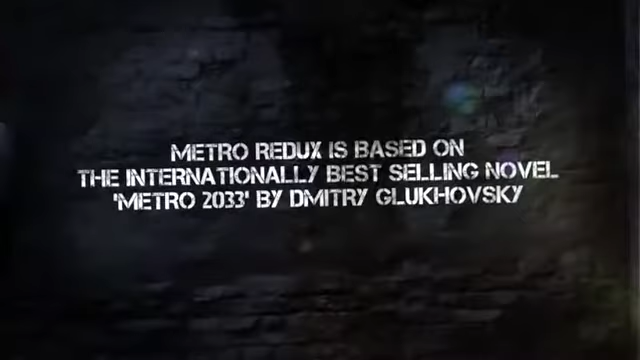 METRO REDUX IS BASED ON
THE INTERNATIONALLY BEST SELLING NOVEL
'METRO 2033' BY DMITRY GLUKHOVSKY